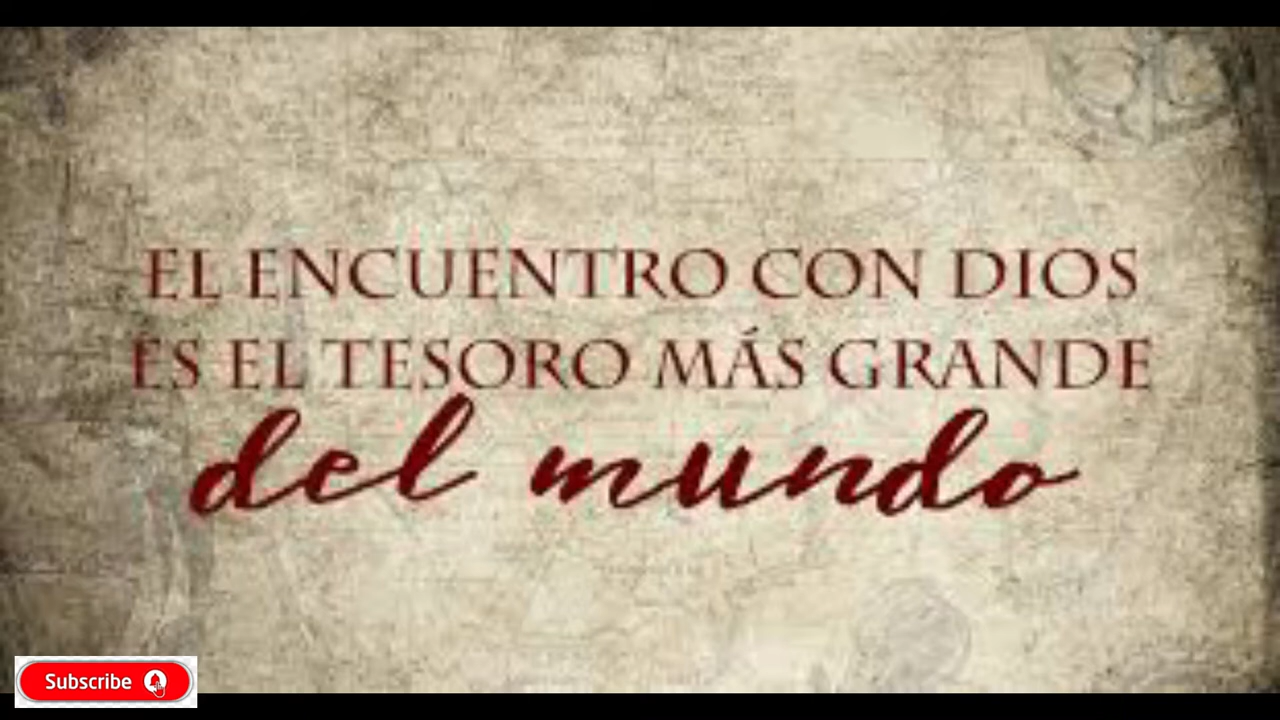 EL ENCUENTRO CON DIOS
ES EL TESORO MÁS GRANDE
del mundo
Subscribe